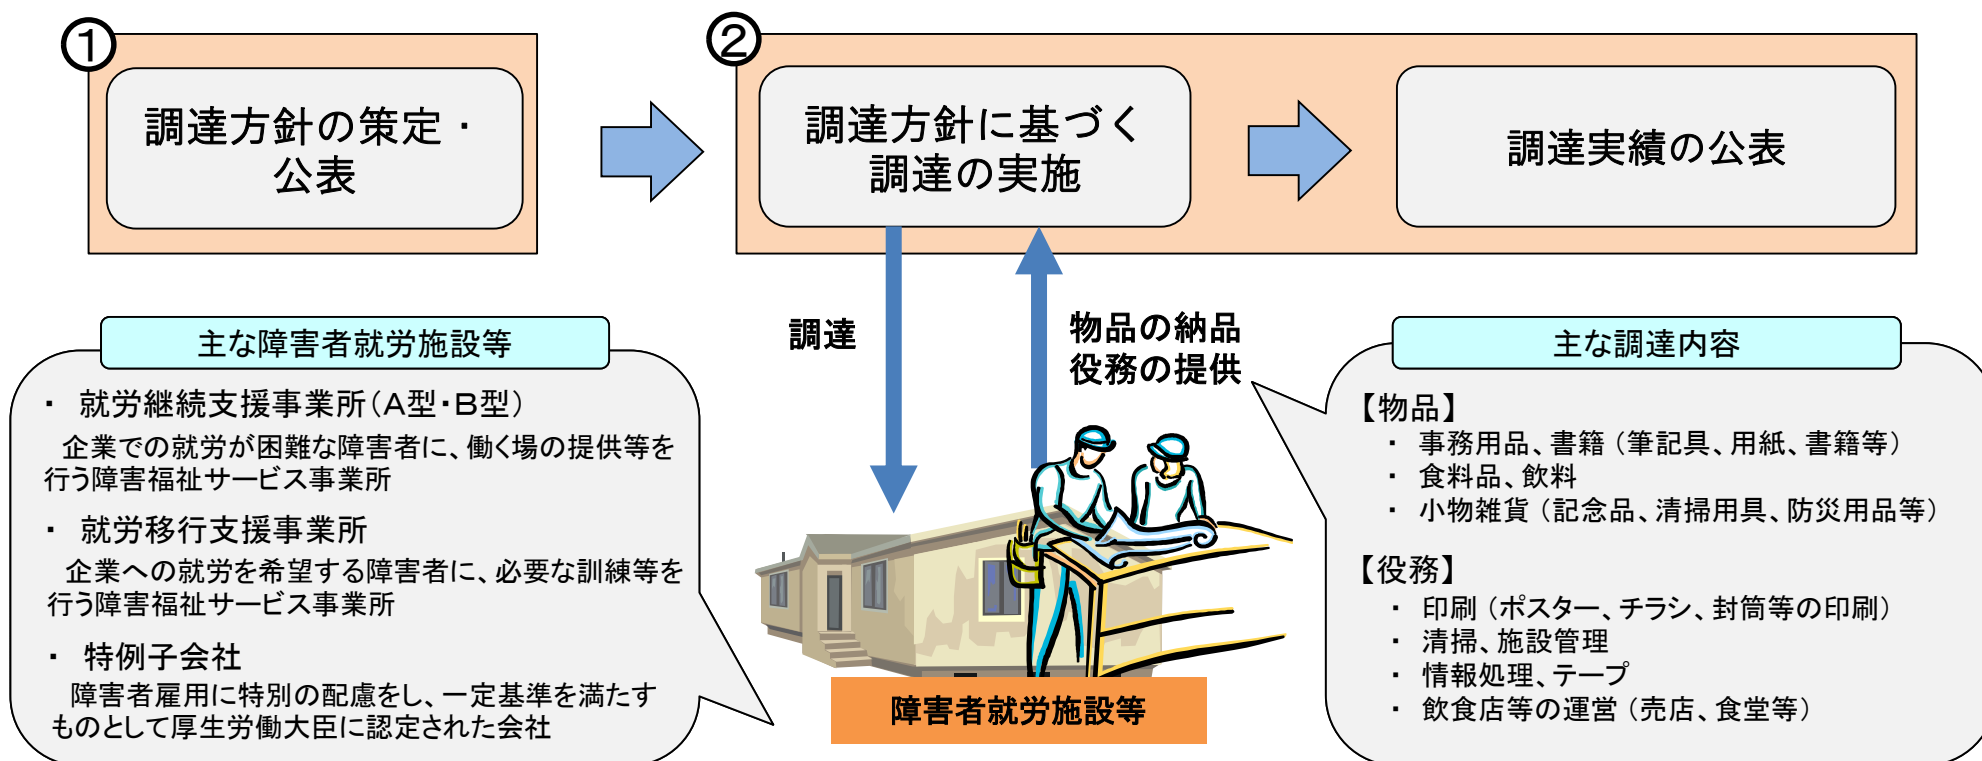 ①
調達方針の策定・
公表
②
調達方針に基づく
調達の実施
調達実績の公表
調達
物品の納品
役務の提供
主な障害者就労施設等
・ 就労継続支援事業所(A型・B型)
企業での就労が困難な障害者に、働く場の提供等を
行う障害福祉サービス事業所
・ 就労移行支援事業所
企業への就労を希望する障害者に、必要な訓練等を
行う障害福祉サービス事業所
・ 特例子会社
障害者雇用に特別の配慮をし、一定基準を満たす
ものとして厚生労働大臣に認定された会社
障害者就労施設等
主な調達内容
【物品】
・ 事務用品、書籍(筆記具、用紙、書籍等)
・ 食料品、飲料
・ 小物雑貨(記念品、清掃用具、防災用品等)
【役務】
・ 印刷(ポスター、チラシ、封筒等の印刷)
・ 清掃、施設管理
・ 情報処理、テープ
・ 飲食店等の運営(売店、食堂等)